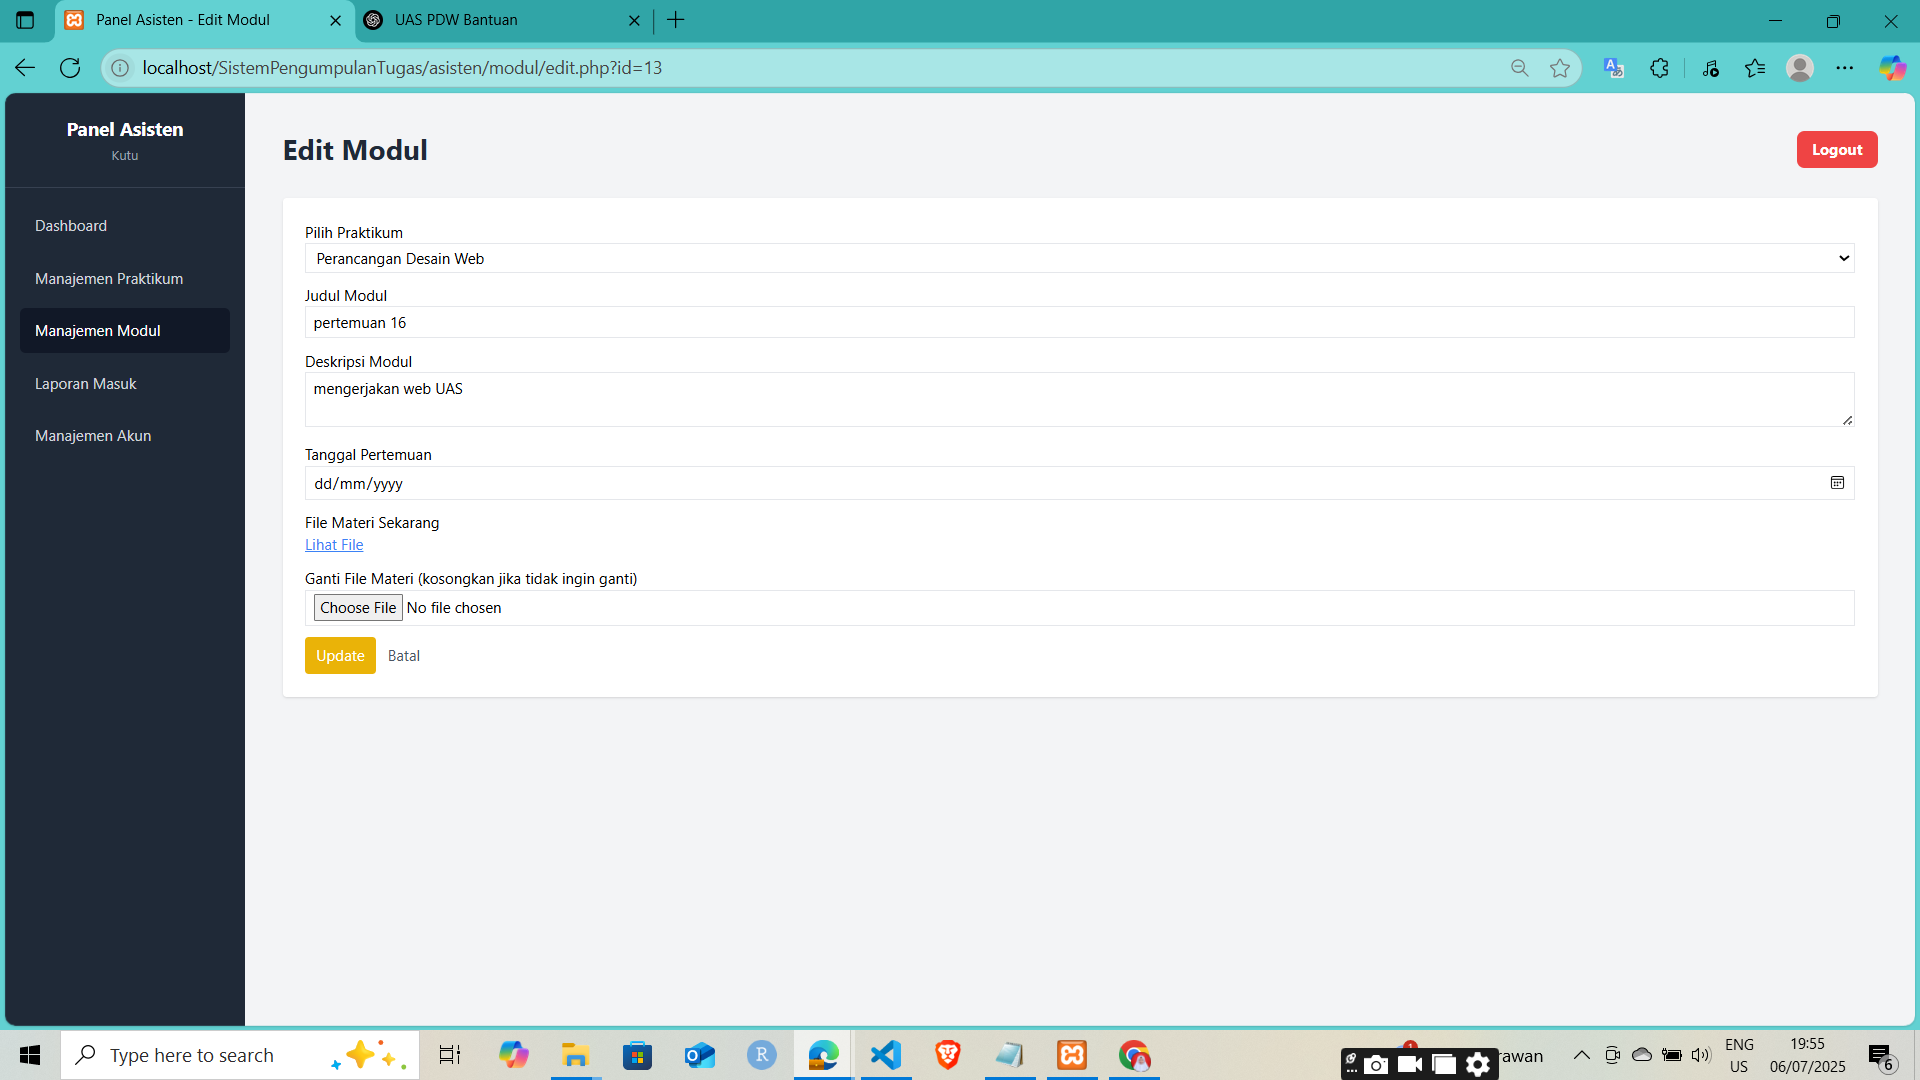 Panel Asisten - Edit Modul
UAS PDW Bantuan
localhost/SistemPengumpulanTugas/asisten/modul/edit.php?id=13
Panel Asisten
Kutu
Dashboard
Manajemen Praktikum
Manajemen Modul
Laporan Masuk
Manajemen Akun
Edit Modul
Logout
Pilih Praktikum
Perancangan Desain Web
Judul Modul
pertemuan 16
Deskripsi Modul
mengerjakan web UAS
Tanggal Pertemuan
dd/mm/yyyy
File Materi Sekarang
Lihat File
Ganti File Materi (kosongkan jika tidak ingin ganti)
Choose File No file chosen
Update Batal
Type here to search
rawan
ENG
US
19:55
06/07/2025
6